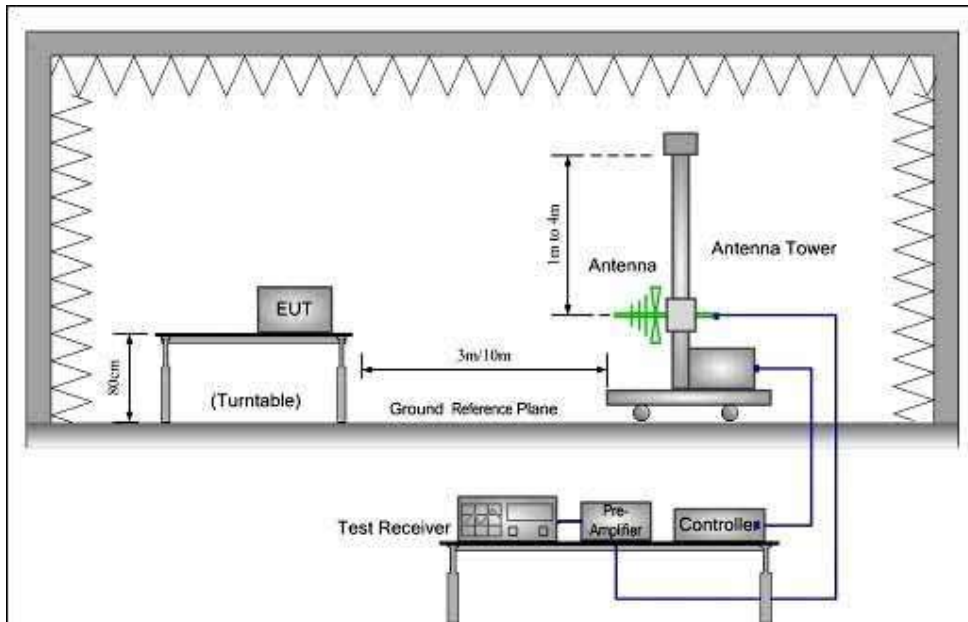 1m to 4m
Antenna
Antenna Tower
EUT
80cm
3m/10m
(Turntable)
Ground Reference Plane
Test Receiver
Pre-
Amplifier
Controller